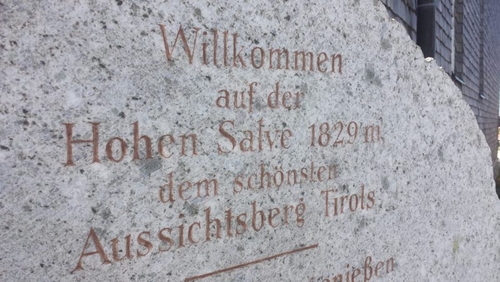 Willkommen
auf der
Hohen Salve 1829 m,
dem schönsten
Aussichtsberg Tirols.